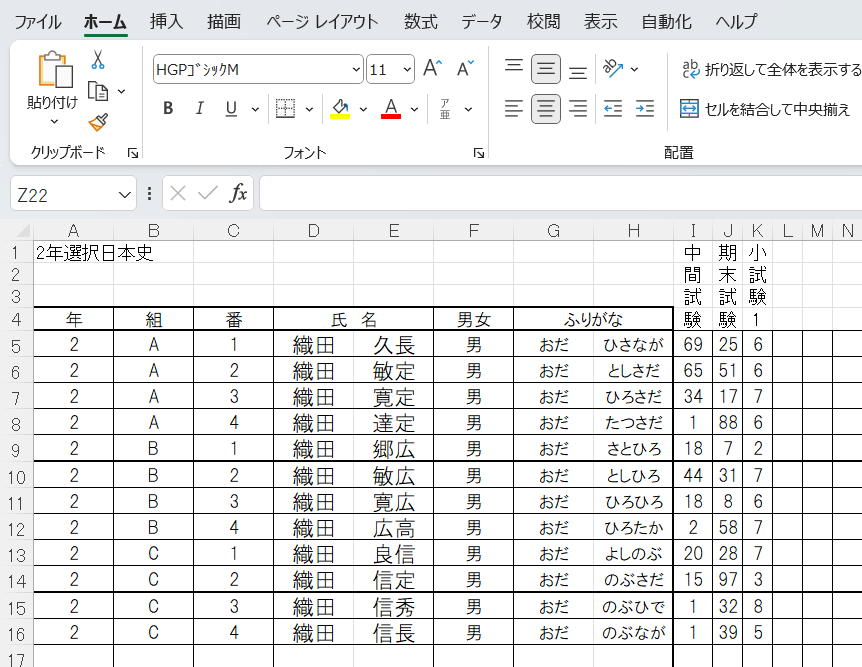 ファイル ホーム 挿入 描画 ページ レイアウト 数式 データ 校閲 表示 自動化 ヘルプ
HGPｺﾞｼｯｸM 11 A A ab 折り返して全体を表示する
貼り付け B I U A ア 亜 セルを結合して中央揃え
クリップボード フォント 配置
Z22 fx
A B C D E F G H I J K L M N
1 2年選択日本史 中間試験 期末試験 小試験1
2
3
4 年 組 番 氏 名 男女 ふりがな
5 2 A 1 織田 久長 男 おだ ひさなが 69 25 6
6 2 A 2 織田 敏定 男 おだ としさだ 65 51 6
7 2 A 3 織田 寛定 男 おだ ひろさだ 34 17 7
8 2 A 4 織田 達定 男 おだ たつさだ 1 88 6
9 2 B 1 織田 郷広 男 おだ さとひろ 18 7 2
10 2 B 2 織田 敏広 男 おだ としひろ 44 31 7
11 2 B 3 織田 寛広 男 おだ ひろひろ 18 8 6
12 2 B 4 織田 広高 男 おだ ひろたか 2 58 7
13 2 C 1 織田 良信 男 おだ よしのぶ 20 28 7
14 2 C 2 織田 信定 男 おだ のぶさだ 15 97 3
15 2 C 3 織田 信秀 男 おだ のぶひで 1 32 8
16 2 C 4 織田 信長 男 おだ のぶなが 1 39 5
17